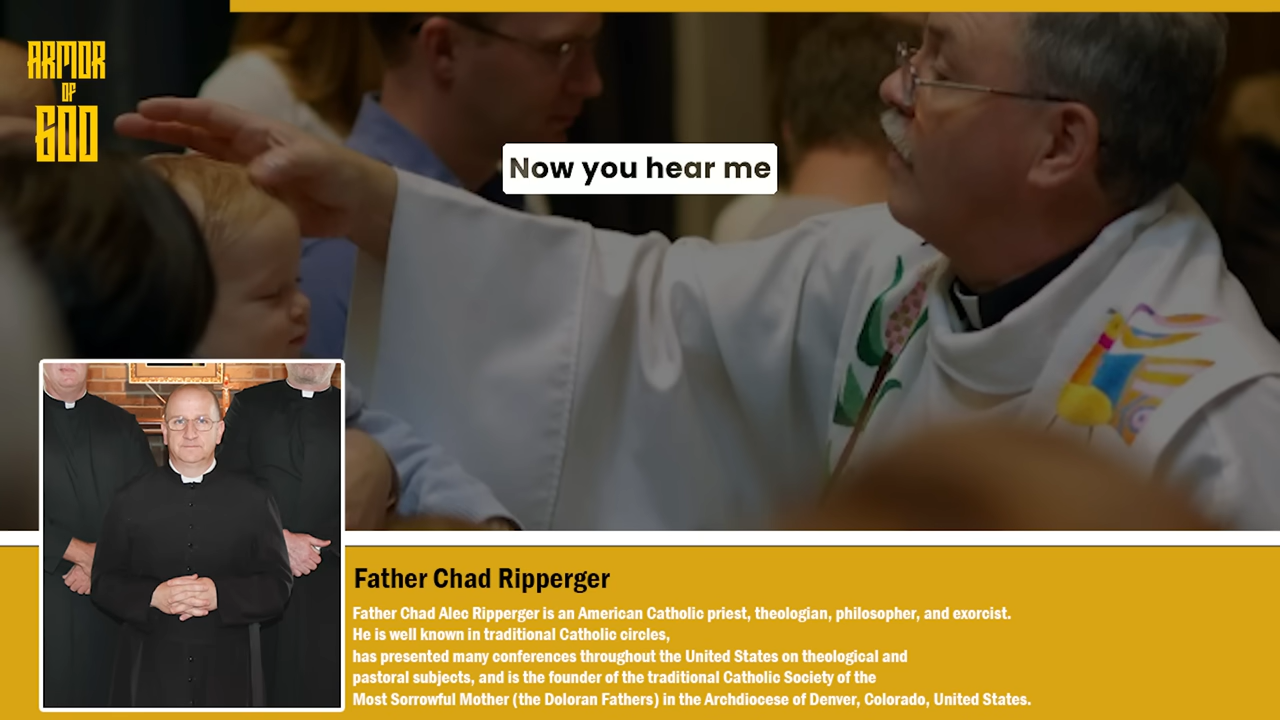 ARMOR
OF
GOD
Now you hear me
Father Chad Ripperger
Father Chad Alec Ripperger is an American Catholic priest, theologian, philosopher, and exorcist.
He is well known in traditional Catholic circles,
has presented many conferences throughout the United States on theological and
pastoral subjects, and is the founder of the traditional Catholic Society of the
Most Sorrowful Mother (the Doloran Fathers) in the Archdiocese of Denver, Colorado, United States.